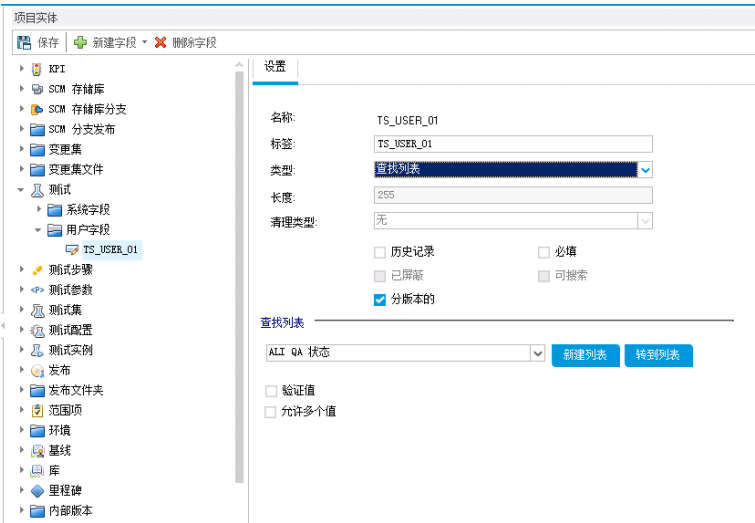 项目实体
保存 新建字段 删除字段
KPI
SCM 存储库
SCM 存储库分支
SCM 分支发布
变更集
变更集文件
测试
系统字段
用户字段
TS_USER_01
测试步骤
测试参数
测试集
测试配置
测试实例
发布
发布文件夹
范围项
环境
基线
库
里程碑
内部版本
设置
名称: TS_USER_01
标签: TS_USER_01
类型: 查找列表
长度: 255
清理类型: 无
历史记录 必填
已屏蔽 可搜索
分版本的
查找列表
ALI QA 状态 新建列表 转到列表
验证值
允许多个值